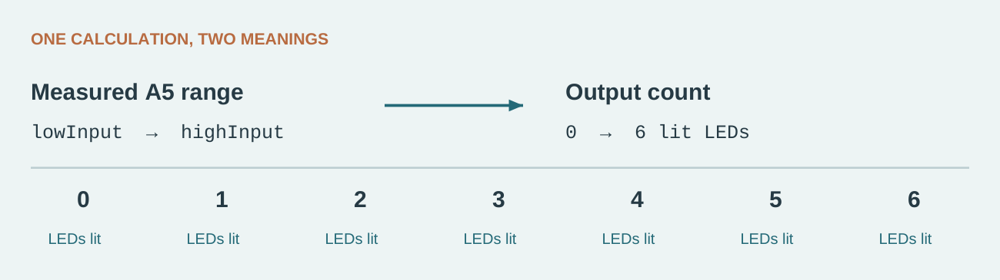 ONE CALCULATION, TWO MEANINGS
Measured A5 range
lowInput → highInput
Output count
0 → 6 lit LEDs
0 1 2 3 4 5 6
LEDs lit LEDs lit LEDs lit LEDs lit LEDs lit LEDs lit LEDs lit